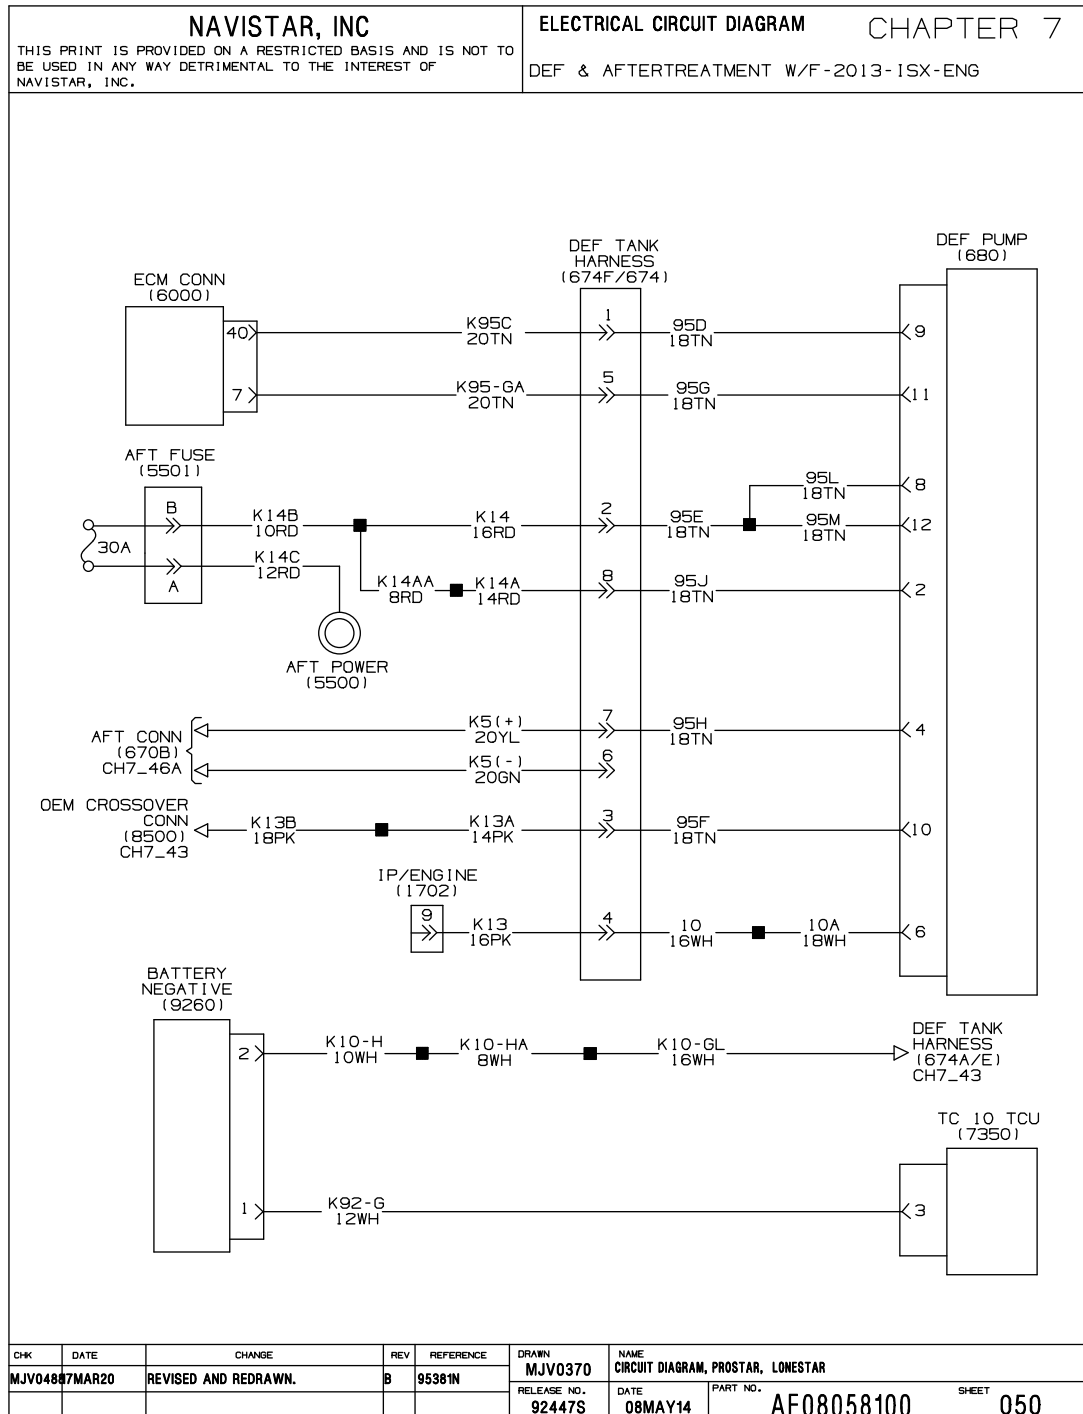 NAVISTAR, INC
THIS PRINT IS PROVIDED ON A RESTRICTED BASIS AND IS NOT TO
BE USED IN ANY WAY DETRIMENTAL TO THE INTEREST OF
NAVISTAR, INC.
ELECTRICAL CIRCUIT DIAGRAM
CHAPTER 7
DEF & AFTERTREATMENT W/F-2013-ISX-ENG
ECM CONN
(6000)
DEF TANK
HARNESS
(674F/674)
DEF PUMP
(680)
40
K95C
20TN
1
95D
18TN
9
7
K95-GA
20TN
5
95G
18TN
11
AFT FUSE
(5501)
95L
18TN
8
B
K14B
10RD
K14
16RD
2
95E
18TN
95M
18TN
12
30A
A
K14C
12RD
K14AA
8RD
K14A
14RD
8
95J
18TN
2
AFT POWER
(5500)
AFT CONN
(670B)
CH7_46A
K5(+)
20YL
7
95H
18TN
4
K5(-)
20GN
6
OEM CROSSOVER
CONN
(8500)
CH7_43
K13B
18PK
K13A
14PK
3
95F
18TN
10
IP/ENGINE
(1702)
9
K13
16PK
4
10
16WH
10A
18WH
6
BATTERY
NEGATIVE
(9260)
2
K10-H
10WH
K10-HA
8WH
K10-GL
16WH
DEF TANK
HARNESS
(674A/E)
CH7_43
TC 10 TCU
(7350)
1
K92-G
12WH
3
CHK
DATE
CHANGE
REV
REFERENCE
DRAWN
MJV0370
NAME
CIRCUIT DIAGRAM, PROSTAR, LONESTAR
17MAR20
REVISED AND REDRAWN.
B
95381N
RELEASE NO.
92447S
DATE
08MAY14
PART NO.
AF08058100
SHEET
050